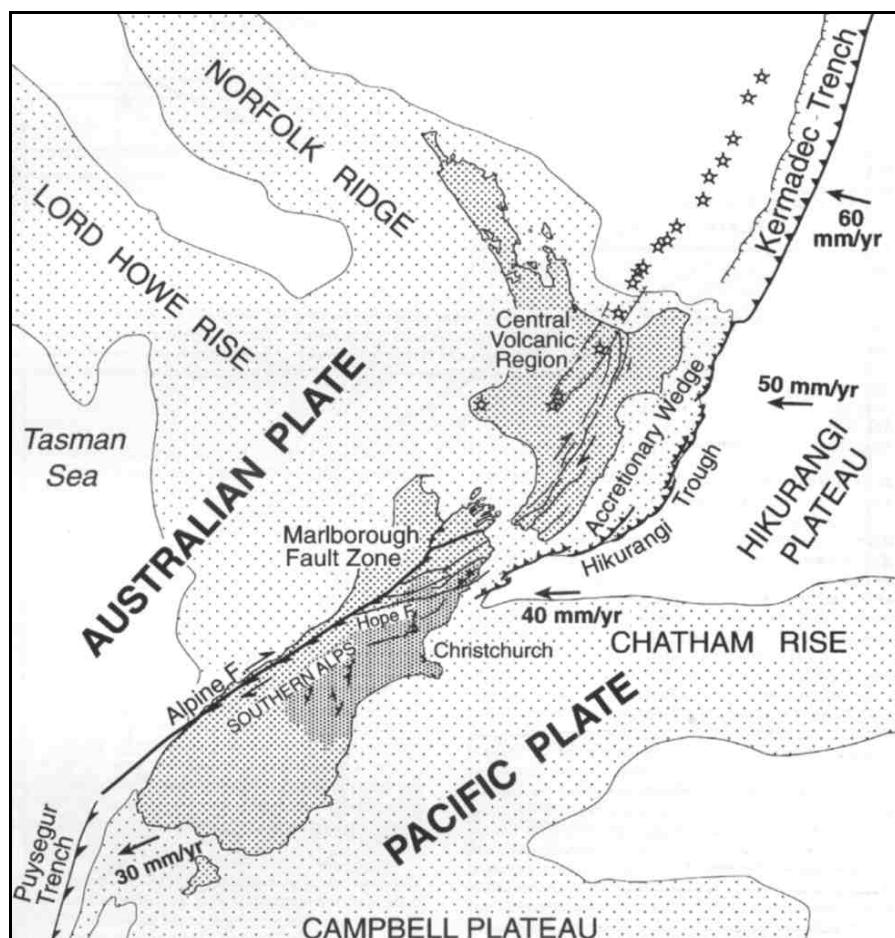 NORFOLK
RIDGE
LORD HOWE RISE
Kermadec Trench
60
mm/yr
Central
Volcanic
Region
AUSTRALIAN PLATE
50 mm/yr
Tasman
Sea
Accretionary Wedge
HIKURANGI
PLATEAU
Hikurangi Trough
Marlborough
Fault Zone
40 mm/yr
Hope F.
CHATHAM RISE
Christchurch
Alpine F.
SOUTHERN ALPS
PACIFIC PLATE
Puysegur
Trench
30 mm/yr
CAMPBELL PLATEAU